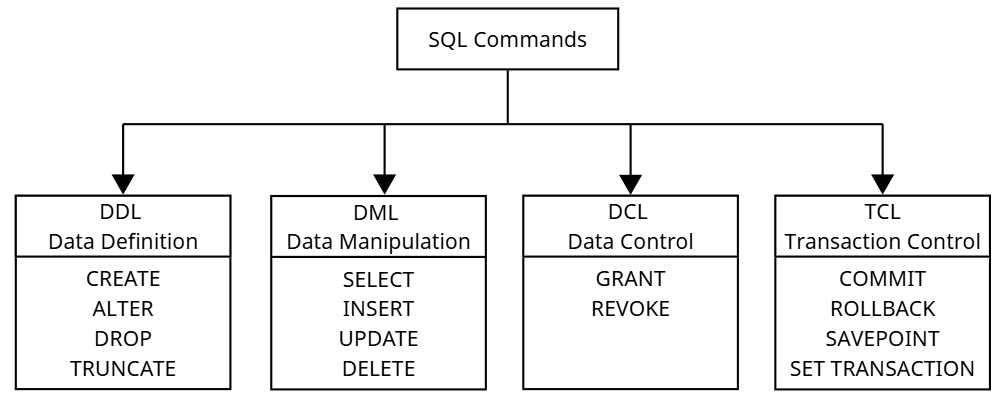 SQL Commands
DDL
Data Definition
CREATE
ALTER
DROP
TRUNCATE
DML
Data Manipulation
SELECT
INSERT
UPDATE
DELETE
DCL
Data Control
GRANT
REVOKE
TCL
Transaction Control
COMMIT
ROLLBACK
SAVEPOINT
SET TRANSACTION